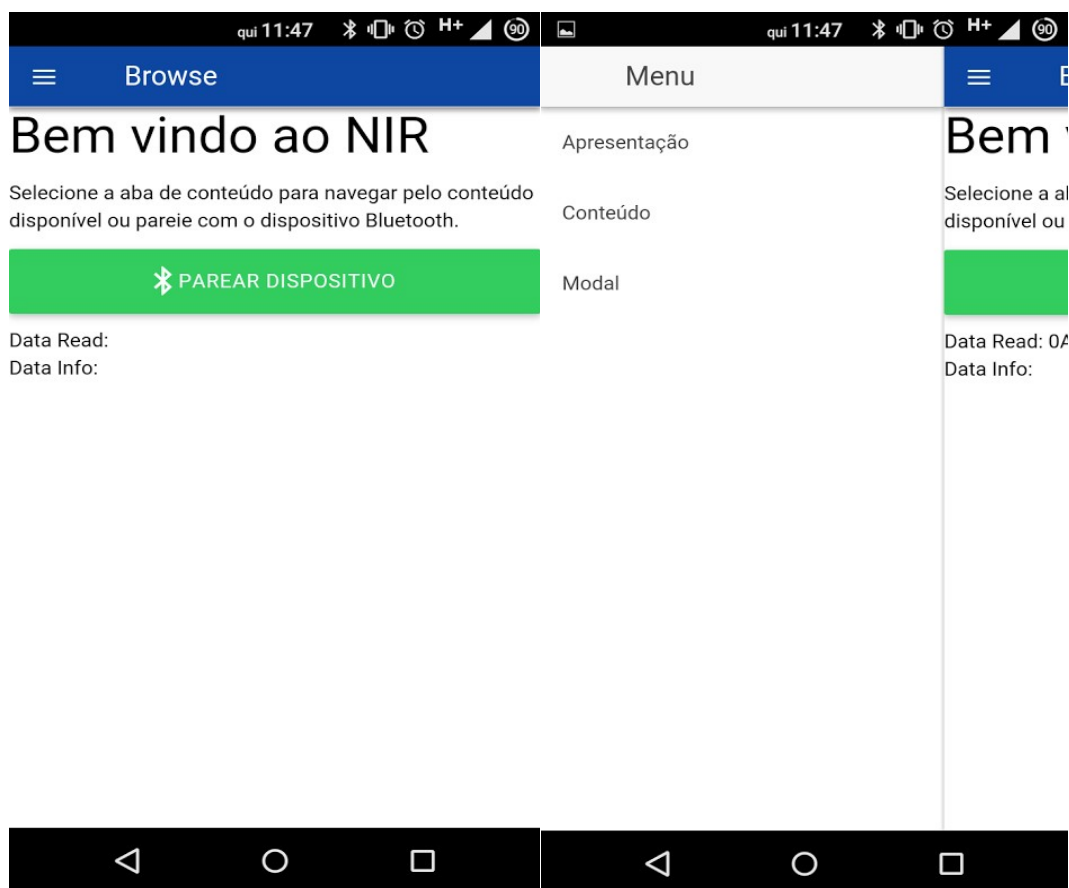 qui 11:47 H+ 90
Browse
Bem vindo ao NIR
Selecione a aba de conteúdo para navegar pelo conteúdo
disponível ou pareie com o dispositivo Bluetooth.
PAREAR DISPOSITIVO
Data Read:
Data Info:
qui 11:47 H+ 90
Menu
Apresentação
Conteúdo
Modal
Bem
Selecione a
disponível ou
Data Read: 0A
Data Info: